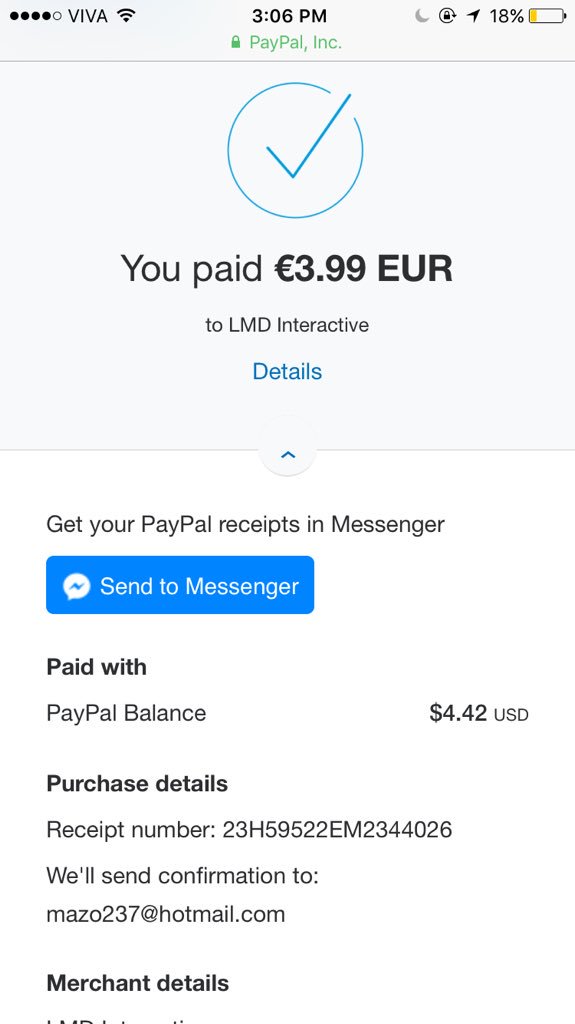 VIVA 3:06 PM 18%
PayPal, Inc.
You paid €3.99 EUR
to LMD Interactive
Details
Get your PayPal receipts in Messenger
Send to Messenger
Paid with
PayPal Balance $4.42 USD
Purchase details
Receipt number: 23H59522EM2344026
We'll send confirmation to:
mazo237@hotmail.com
Merchant details